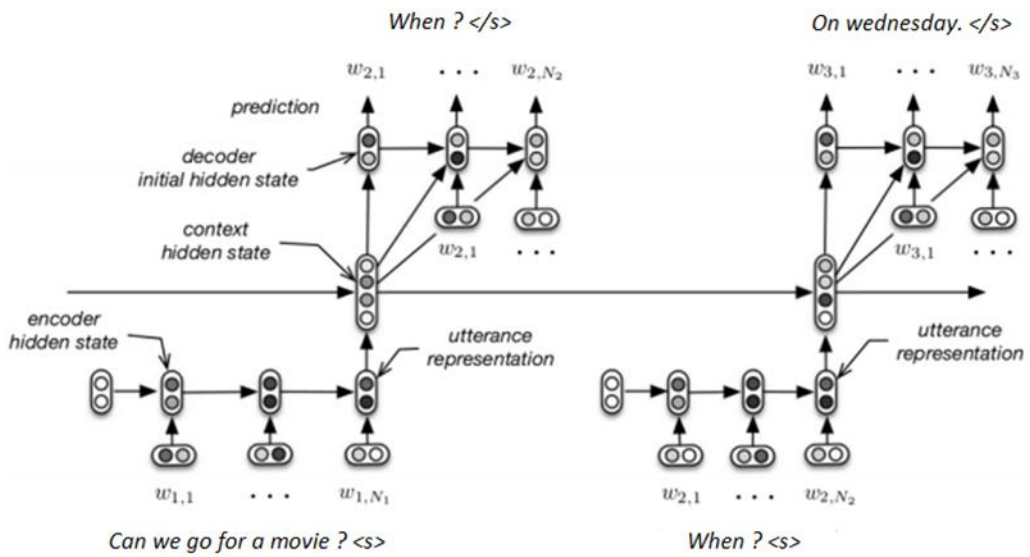 When ? </s>
On wednesday. </s>
w2,1 · · · w2,N2
w3,1 · · · w3,N3
prediction
decoder
initial hidden state
context
hidden state
w2,1 · · ·
w3,1 · · ·
encoder
hidden state
utterance
representation
utterance
representation
w1,1 · · · w1,N1
w2,1 · · · w2,N2
Can we go for a movie ? <s>
When ? <s>